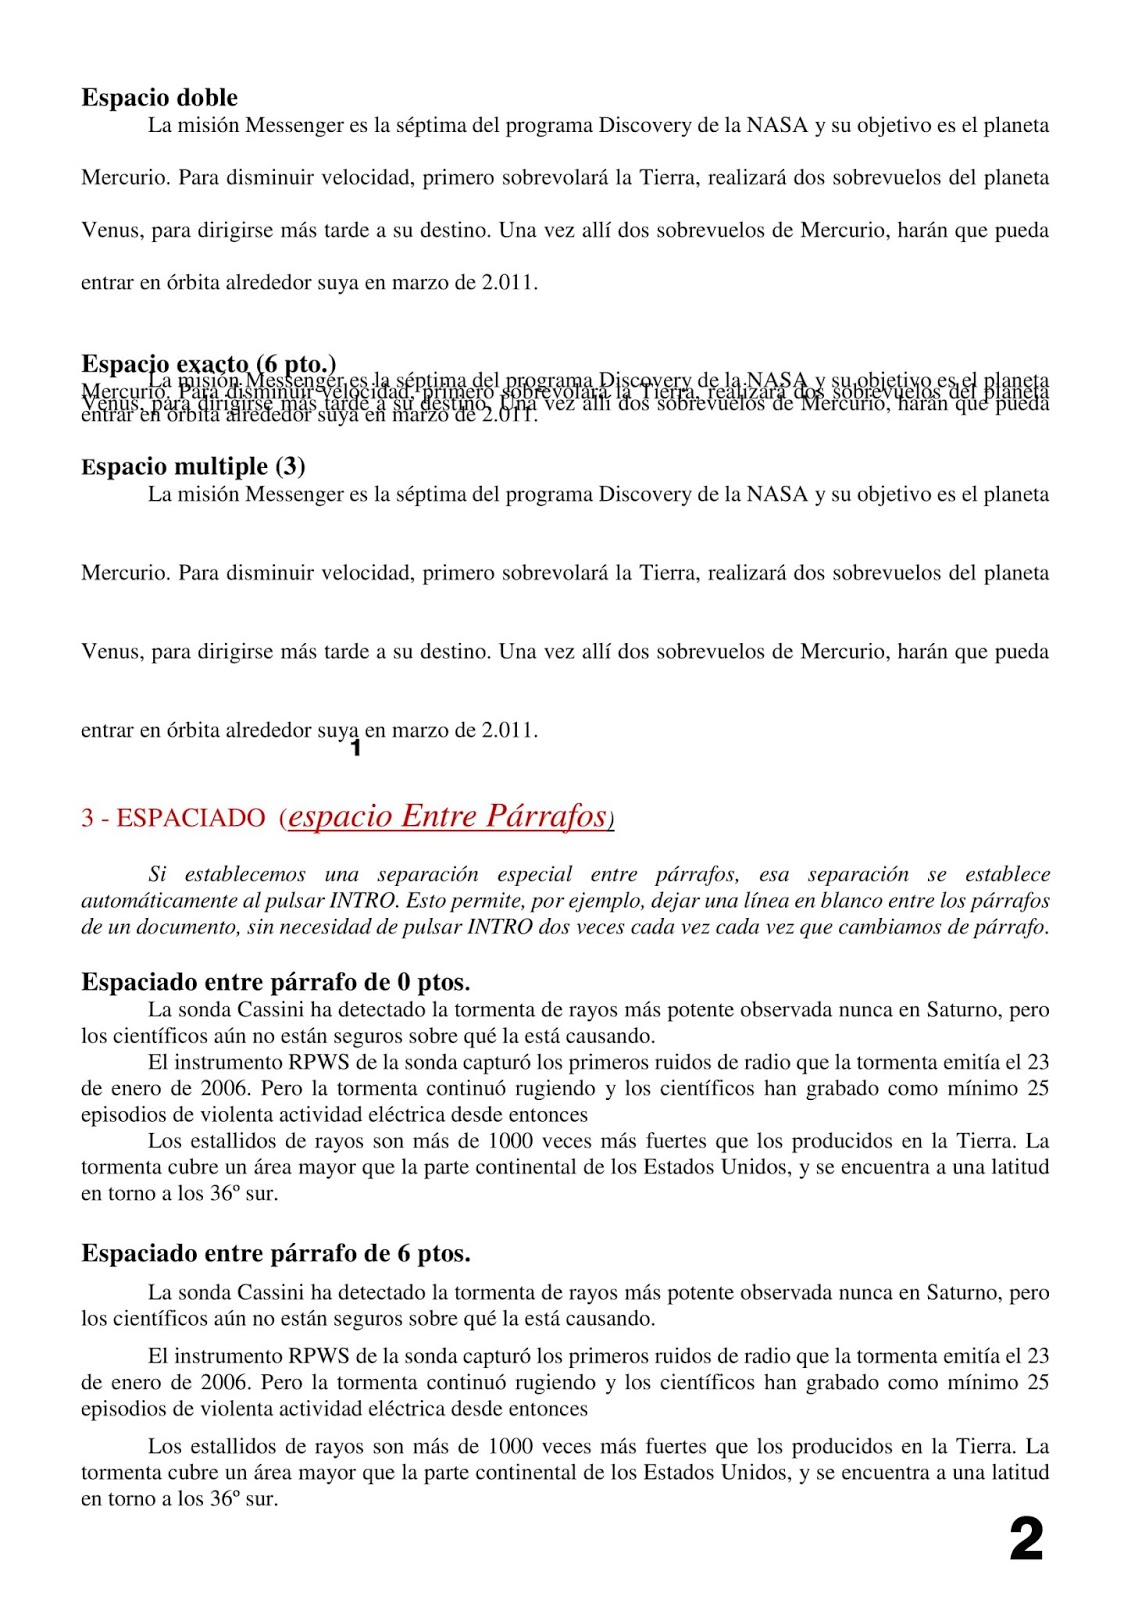 Espacio doble
La misión Messenger es la séptima del programa Discovery de la NASA y su objetivo es el planeta
Mercurio. Para disminuir velocidad, primero sobrevolará la Tierra, realizará dos sobrevuelos del planeta
Venus, para dirigirse más tarde a su destino. Una vez allí dos sobrevuelos de Mercurio, harán que pueda
entrar en órbita alrededor suya en marzo de 2.011.
Espacio exacto (6 pto.)
La misión Messenger es la séptima del programa Discovery de la NASA y su objetivo es el planeta
Mercurio. Para disminuir velocidad, primero sobrevolará la Tierra, realizará dos sobrevuelos del planeta
Venus, para dirigirse más tarde a su destino. Una vez allí dos sobrevuelos de Mercurio, harán que pueda
entrar en órbita alrededor suya en marzo de 2.011.
Espacio multiple (3)
La misión Messenger es la séptima del programa Discovery de la NASA y su objetivo es el planeta
Mercurio. Para disminuir velocidad, primero sobrevolará la Tierra, realizará dos sobrevuelos del planeta
Venus, para dirigirse más tarde a su destino. Una vez allí dos sobrevuelos de Mercurio, harán que pueda
entrar en órbita alrededor suya en marzo de 2.011.
1
3 - ESPACIADO (espacio Entre Párrafos)
Si establecemos una separación especial entre párrafos, esa separación se establece
automáticamente al pulsar INTRO. Esto permite, por ejemplo, dejar una línea en blanco entre los párrafos
de un documento, sin necesidad de pulsar INTRO dos veces cada vez cada vez que cambiamos de párrafo.
Espaciado entre párrafo de 0 ptos.
La sonda Cassini ha detectado la tormenta de rayos más potente observada nunca en Saturno, pero
los científicos aún no están seguros sobre qué la está causando.
El instrumento RPWS de la sonda capturó los primeros ruidos de radio que la tormenta emitía el 23
de enero de 2006. Pero la tormenta continuó rugiendo y los científicos han grabado como mínimo 25
episodios de violenta actividad eléctrica desde entonces
Los estallidos de rayos son más de 1000 veces más fuertes que los producidos en la Tierra. La
tormenta cubre un área mayor que la parte continental de los Estados Unidos, y se encuentra a una latitud
en torno a los 36º sur.
Espaciado entre párrafo de 6 ptos.
La sonda Cassini ha detectado la tormenta de rayos más potente observada nunca en Saturno, pero
los científicos aún no están seguros sobre qué la está causando.
El instrumento RPWS de la sonda capturó los primeros ruidos de radio que la tormenta emitía el 23
de enero de 2006. Pero la tormenta continuó rugiendo y los científicos han grabado como mínimo 25
episodios de violenta actividad eléctrica desde entonces
Los estallidos de rayos son más de 1000 veces más fuertes que los producidos en la Tierra. La
tormenta cubre un área mayor que la parte continental de los Estados Unidos, y se encuentra a una latitud
en torno a los 36º sur.
2